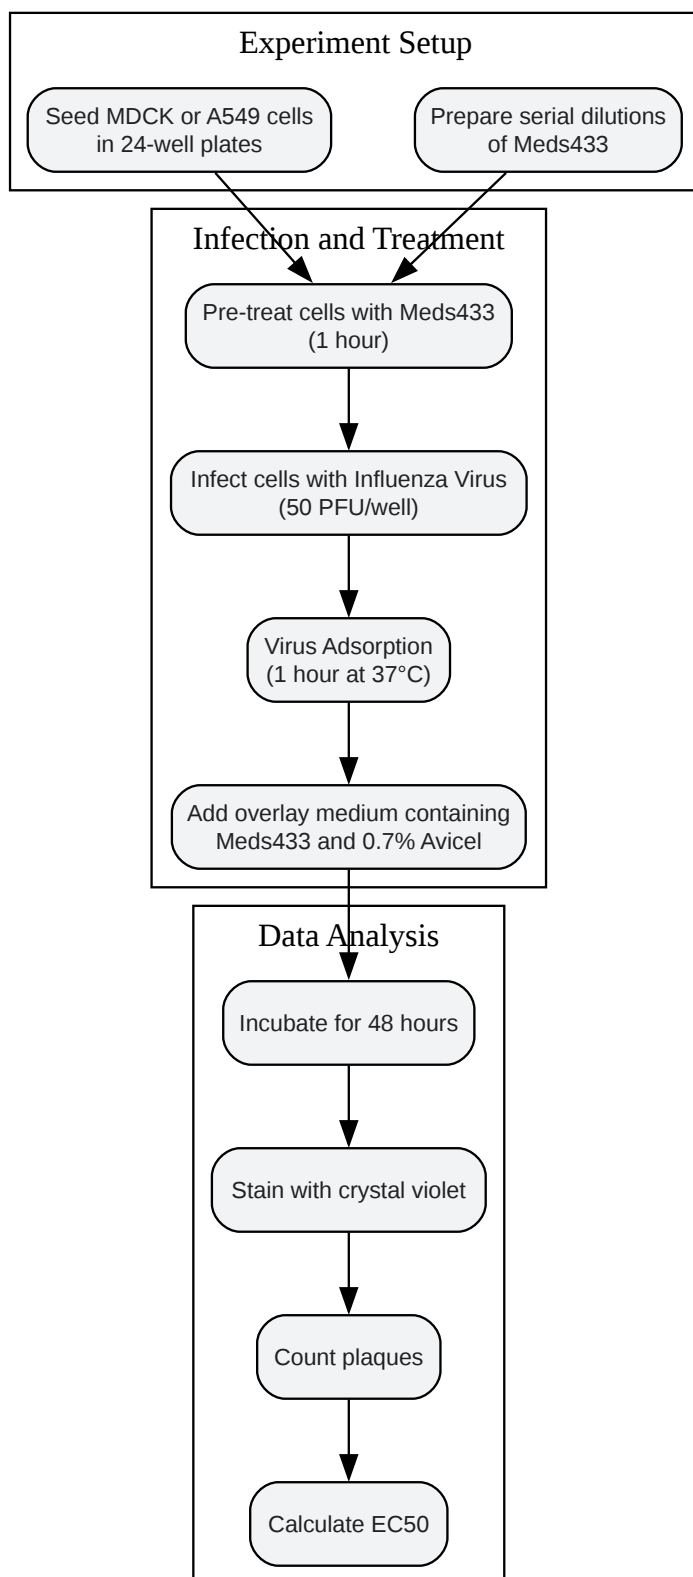 Experiment Setup
Seed MDCK or A549 cells
in 24-well plates
Prepare serial dilutions
of Meds433
Infection and Treatment
Pre-treat cells with Meds433
(1 hour)
Infect cells with Influenza Virus
(50 PFU/well)
Virus Adsorption
(1 hour at 37°C)
Add overlay medium containing
Meds433 and 0.7% Avicel
Data Analysis
Incubate for 48 hours
Stain with crystal violet
Count plaques
Calculate EC50